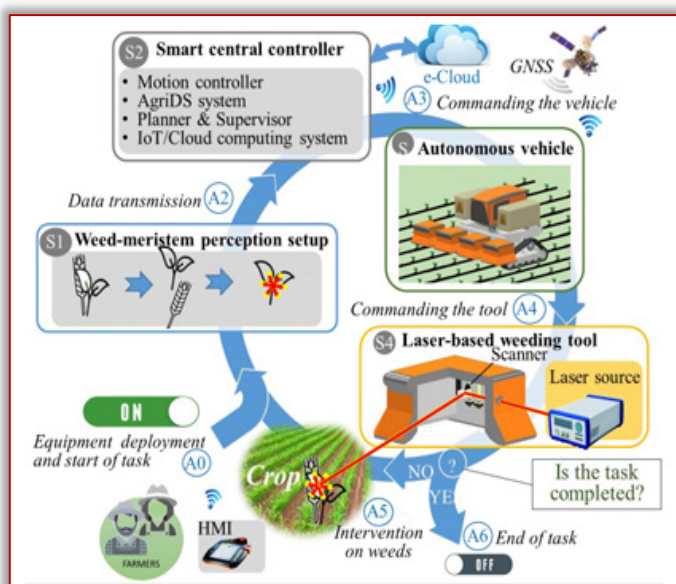 S2 Smart central controller
• Motion controller
• AgriDS system
• Planner & Supervisor
• IoT/Cloud computing system
e-Cloud
GNSS
A3 Commanding the vehicle
S Autonomous vehicle
Data transmission A2
S1 Weed-meristem perception setup
Commanding the tool A4
S4 Laser-based weeding tool
Scanner
Laser source
ON
Equipment deployment
and start of task A0
Crop
NO ?
YES
Is the task
completed?
FARMERS
HMI
A5
Intervention
on weeds
A6 End of task
OFF